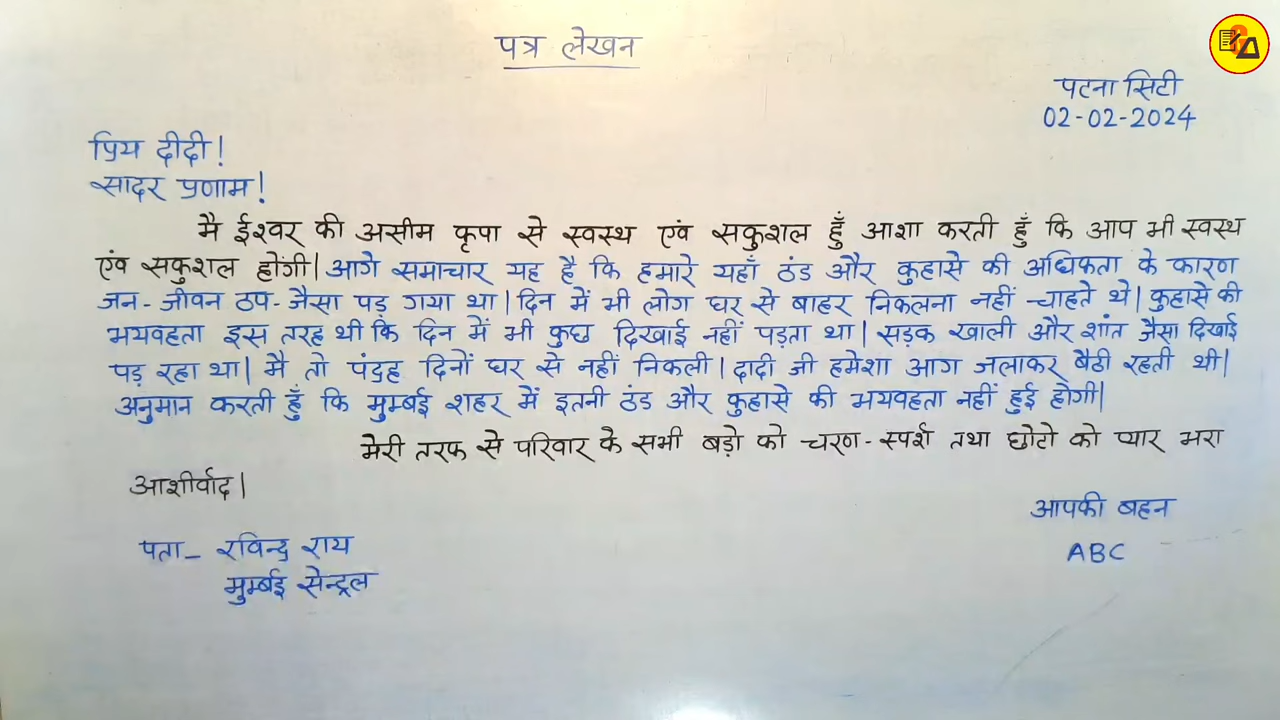 पत्र लेखन
पटना सिटी
02-02-2024
प्रिय दीदी!
सादर प्रणाम!
मै ईश्वर की असीम कृपा से स्वस्थ एवं सकुशल हूँ आशा करती हूँ कि आप भी स्वस्थ
एंव सकुशल होंगी। आगे समाचार यह है कि हमारे यहाँ ठंड और कुहासे की अधिकता के कारण
जन-जीवन ठप-जैसा पड़ गया था। दिन में भी लोग घर से बाहर निकलना नहीं चाहते थे। कुहासे की
भयवहता इस तरह थी कि दिन में भी कुछ दिखाई नहीं पड़ता था। सड़क खाली और शांत जैसा दिखाई
पड़ रहा था। मै तो पंद्रह दिनों घर से नहीं निकली। दादी जी हमेशा आग जलाकर बैठी रहती थी।
अनुमान करती हूँ कि मुम्बई शहर में इतनी ठंड और कुहासे की भयवहता नहीं हुई होगी।
मेरी तरफ से परिवार के सभी बड़ो को चरण-स्पर्श तथा छोटो को प्यार भरा
आशीर्वाद।
आपकी बहन
ABC
पता- रविन्द्र राय
मुम्बई सेन्ट्रल